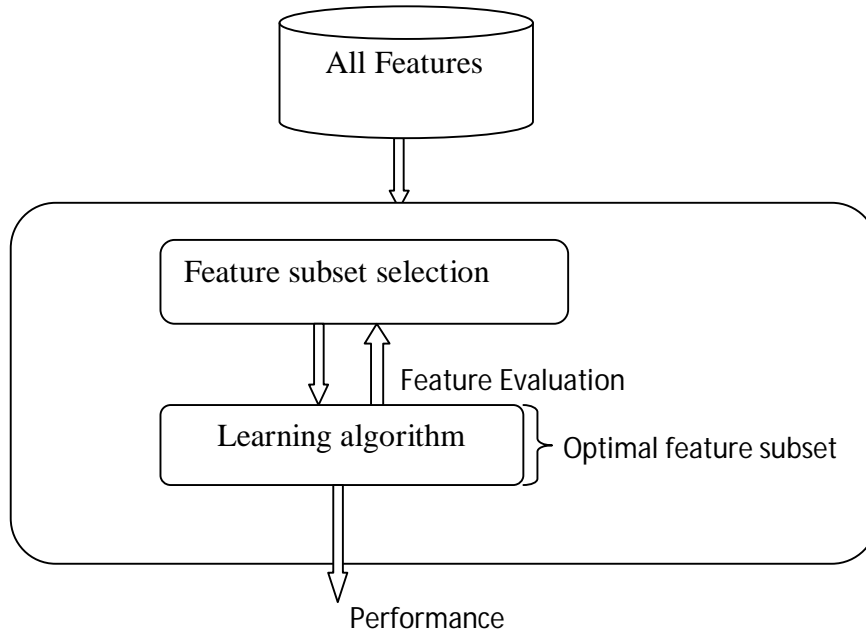 All Features
Feature subset selection
Feature Evaluation
Learning algorithm
Optimal feature subset
Performance